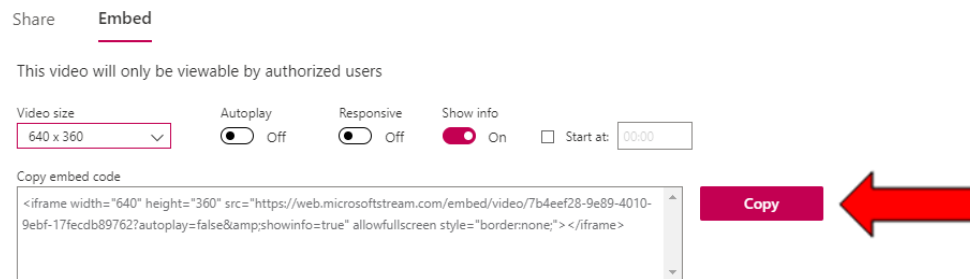 Share Embed
This video will only be viewable by authorized users
Video size Autoplay Responsive Show info
640 x 360 Off Off On Start at: 00:00
Copy embed code
<iframe width="640" height="360" src="https://web.microsoftstream.com/embed/video/7b4eef28-9e89-4010-
9ebf-17fecdb89762?autoplay=false&amp;showinfo=true" allowfullscreen style="border:none;"></iframe>
Copy